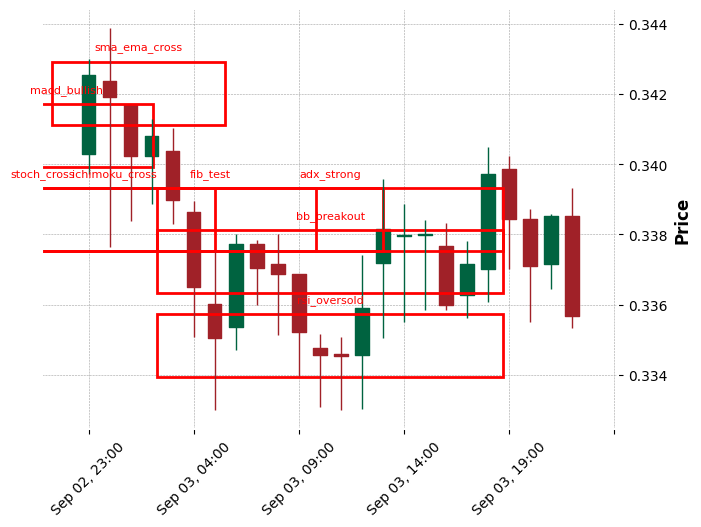 sma_ema_cross
macd_bullish
stoch_cross
ichimoku_cross
fib_test
adx_strong
bb_breakout
rsi_oversold
0.344
0.342
0.340
0.338
0.336
0.334
Price
Sep 02, 23:00
Sep 03, 04:00
Sep 03, 09:00
Sep 03, 14:00
Sep 03, 19:00